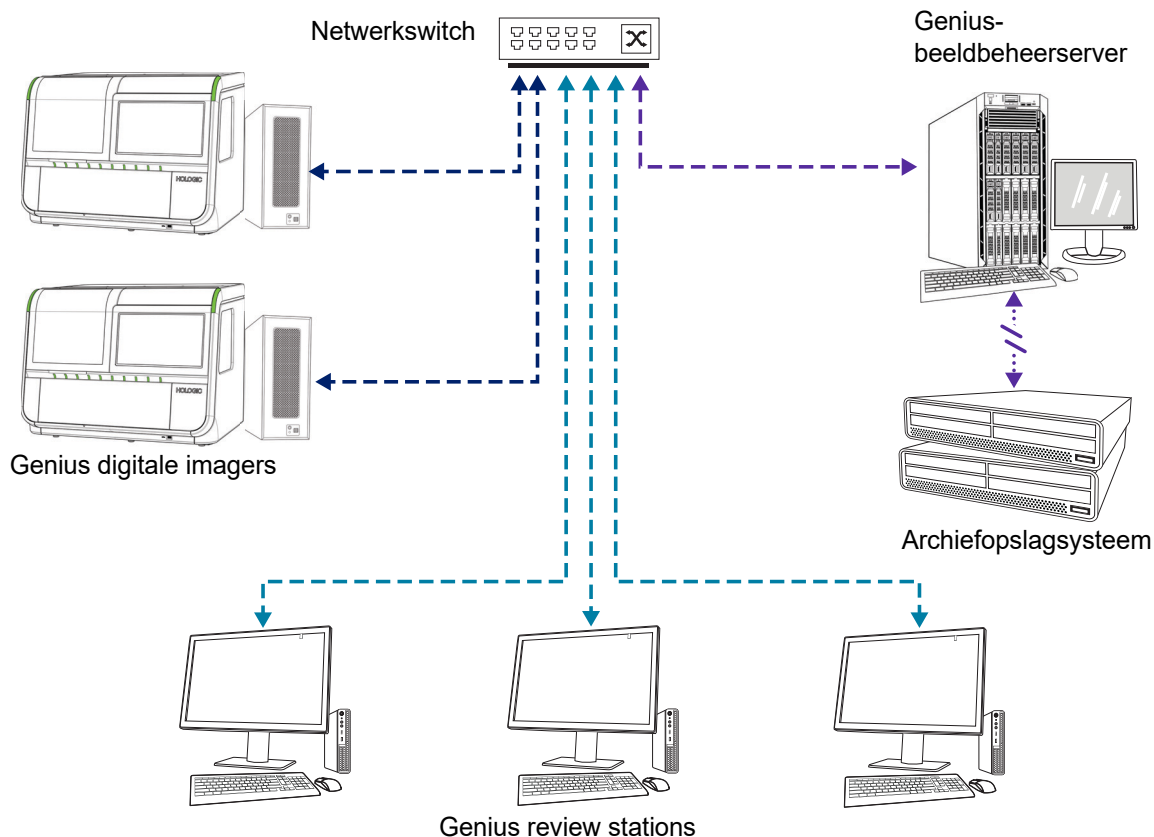 Netwerkswitch
Genius-
beeldbeheerserver
HOLOGIC
HOLOGIC
Genius digitale imagers
Archiefopslagsysteem
Genius review stations